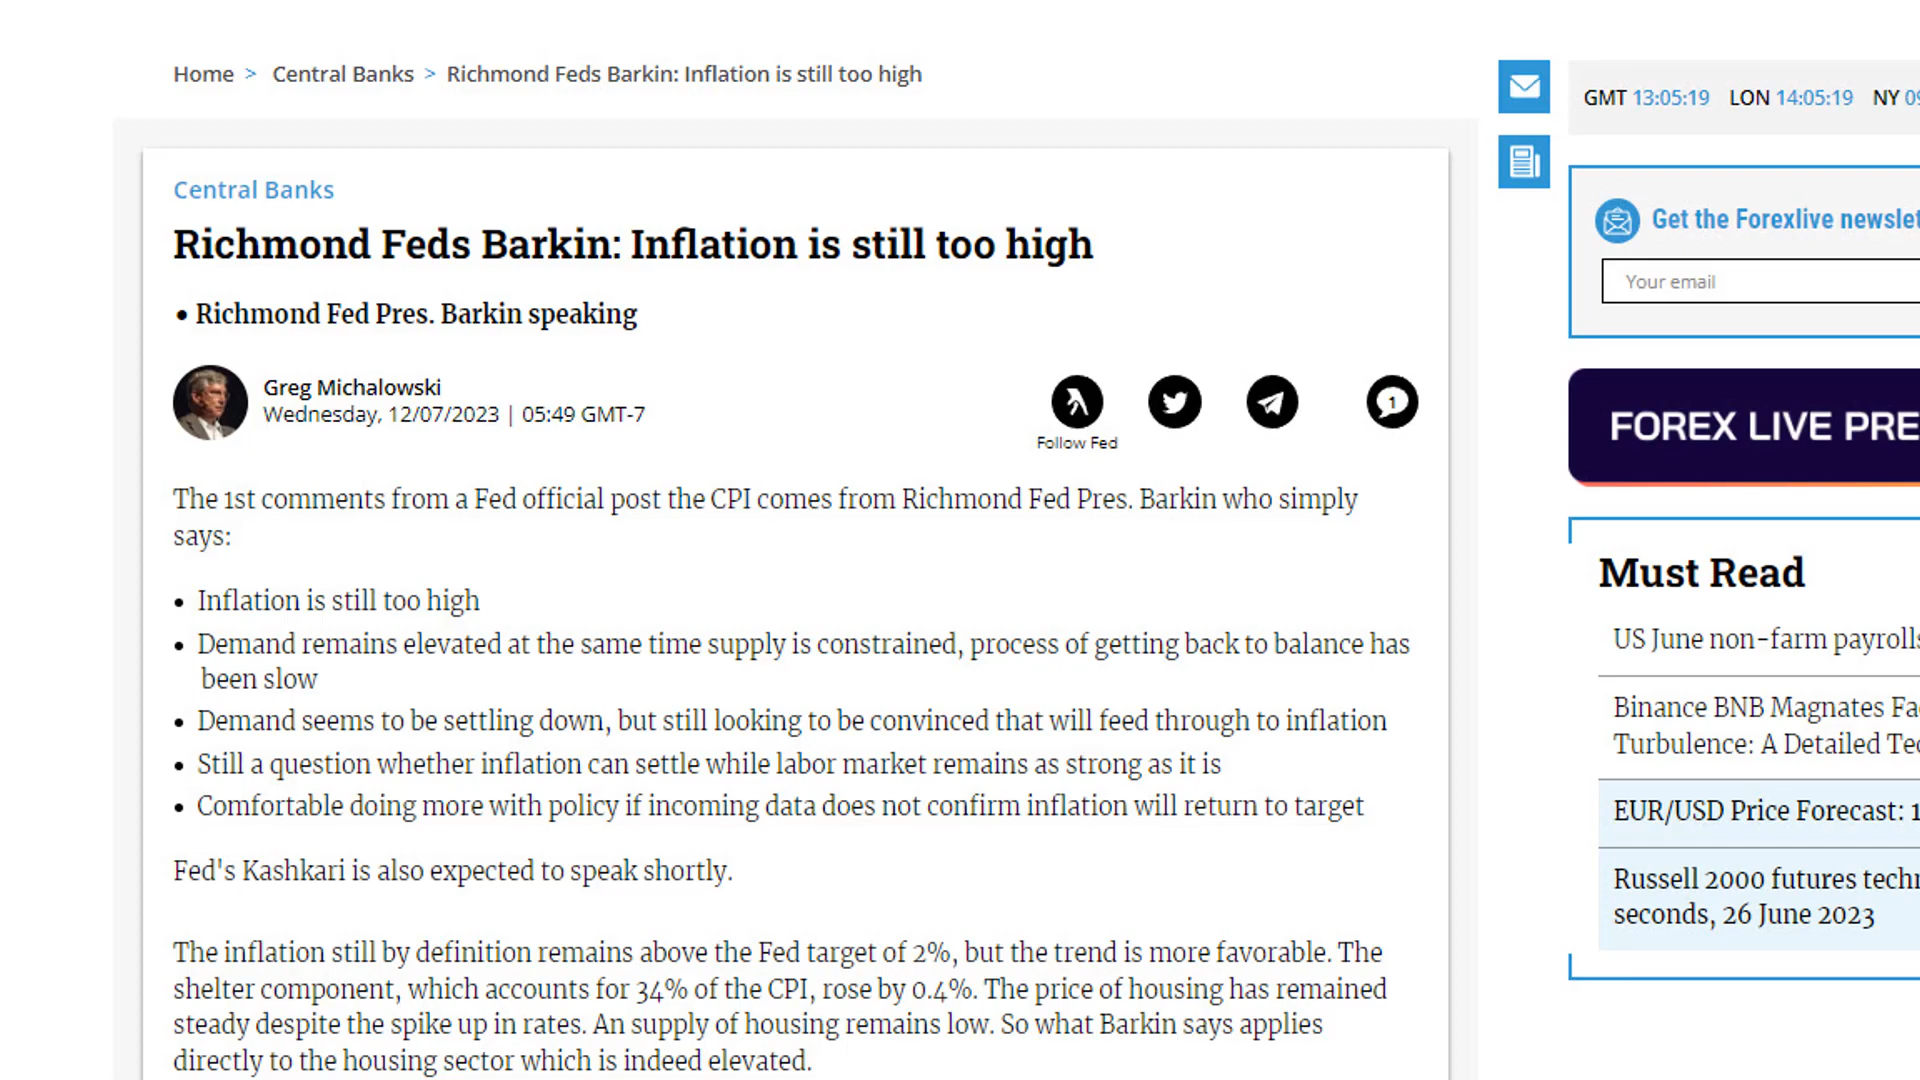 Home > Central Banks > Richmond Feds Barkin: Inflation is still too high
GMT 13:05:19 LON 14:05:19 NY
Central Banks
Richmond Feds Barkin: Inflation is still too high
• Richmond Fed Pres. Barkin speaking
Greg Michalowski
Wednesday, 12/07/2023 | 05:49 GMT-7
1
Follow Fed
The 1st comments from a Fed official post the CPI comes from Richmond Fed Pres. Barkin who simply
says:
• Inflation is still too high
• Demand remains elevated at the same time supply is constrained, process of getting back to balance has
been slow
• Demand seems to be settling down, but still looking to be convinced that will feed through to inflation
• Still a question whether inflation can settle while labor market remains as strong as it is
• Comfortable doing more with policy if incoming data does not confirm inflation will return to target
Fed's Kashkari is also expected to speak shortly.
The inflation still by definition remains above the Fed target of 2%, but the trend is more favorable. The
shelter component, which accounts for 34% of the CPI, rose by 0.4%. The price of housing has remained
steady despite the spike up in rates. An supply of housing remains low. So what Barkin says applies
directly to the housing sector which is indeed elevated.
Get the Forexlive
Your email
FOREX LIVE
Must Read
US June non-farm payrolls
Binance BNB Magnates
Turbulence: A Detailed
EUR/USD Price Forecast:
Russell 2000 futures
seconds, 26 June 2023